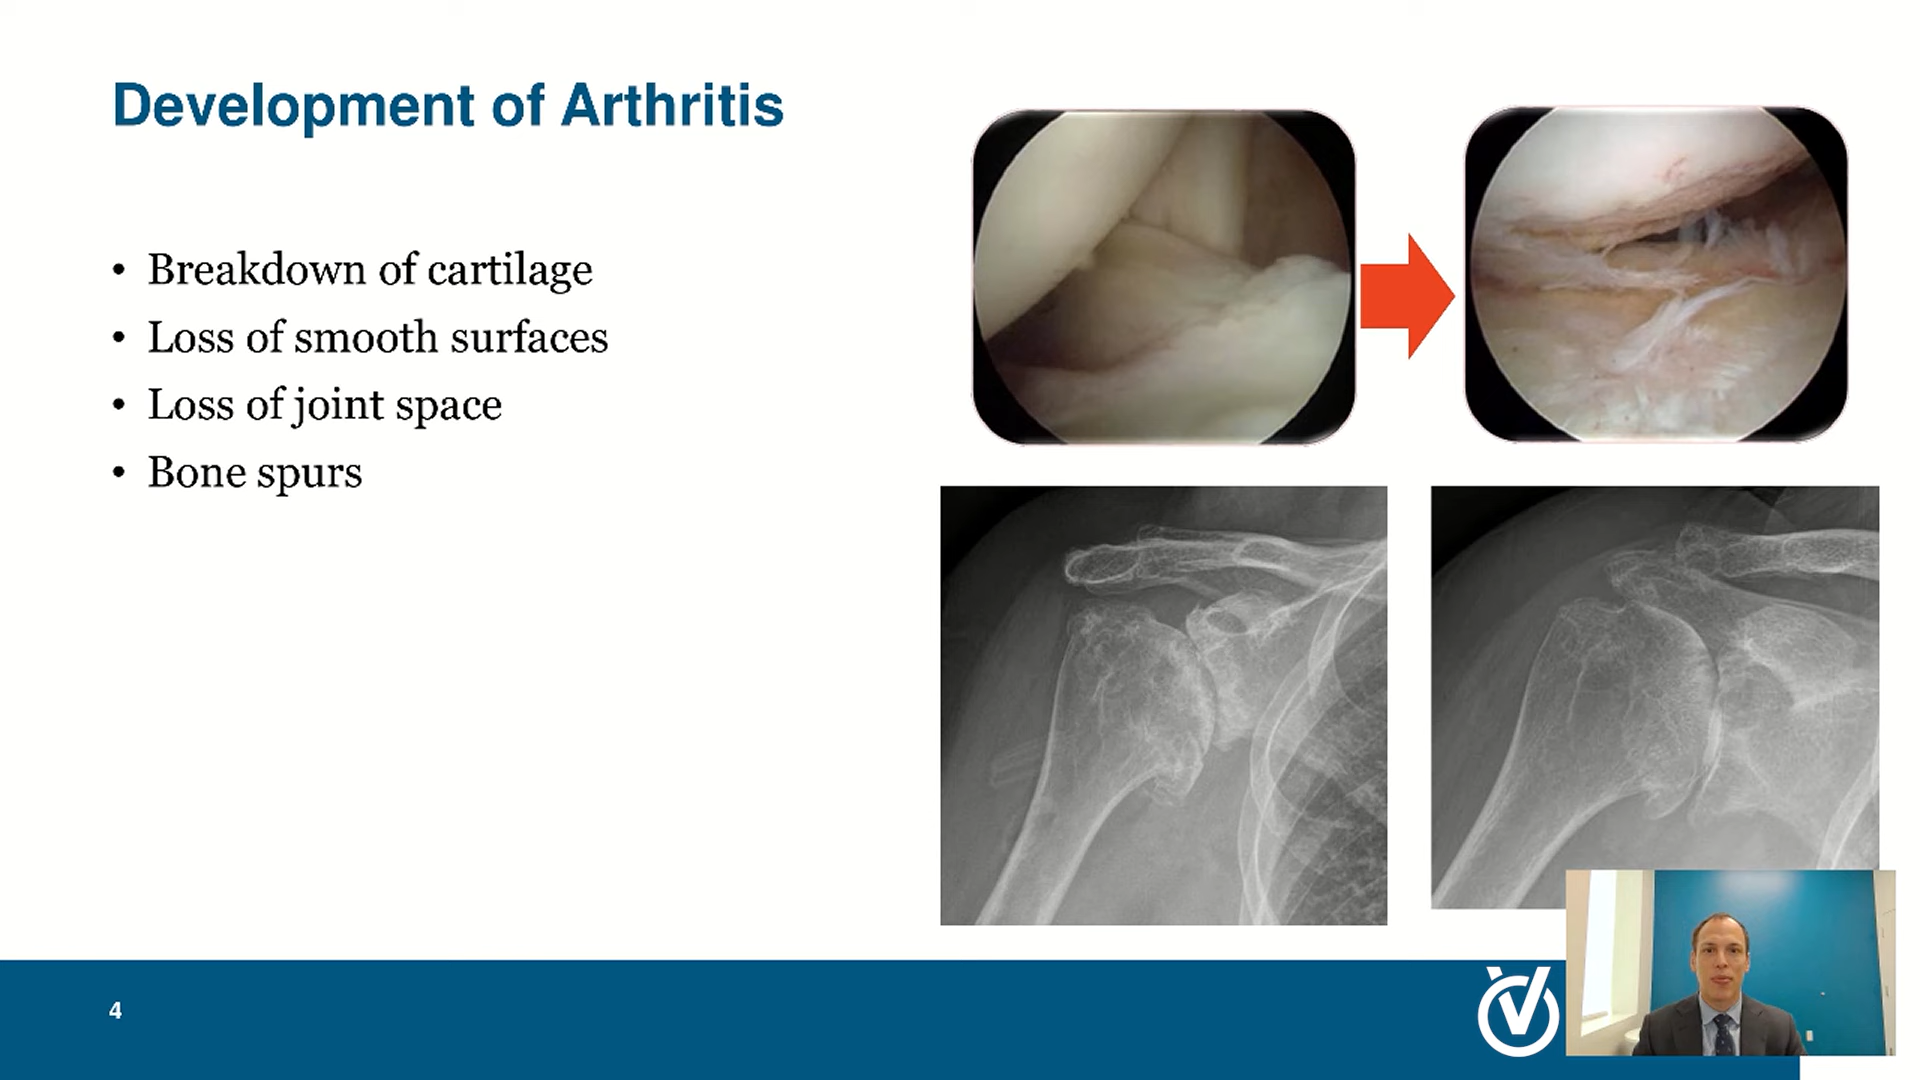 Development of Arthritis
• Breakdown of cartilage
• Loss of smooth surfaces
• Loss of joint space
• Bone spurs
4